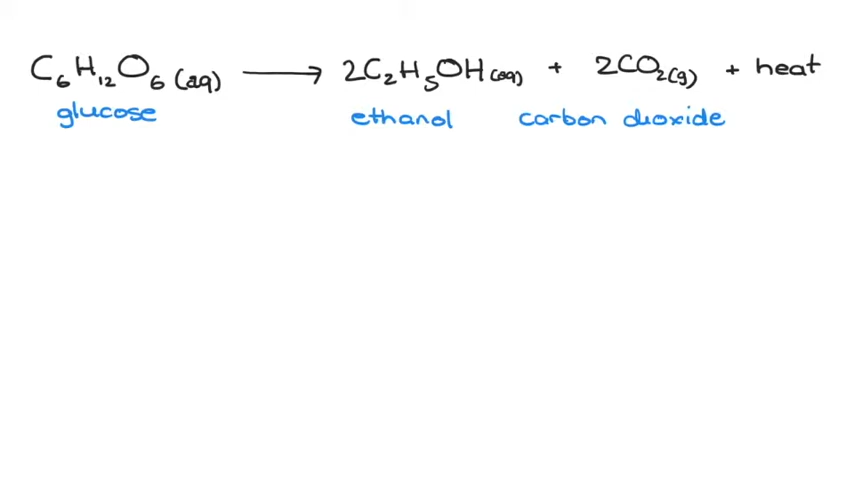 C₆H₁₂O₆ (aq) ⟶ 2C₂H₅OH (aq) + 2CO₂(g) + heat
glucose ethanol carbon dioxide